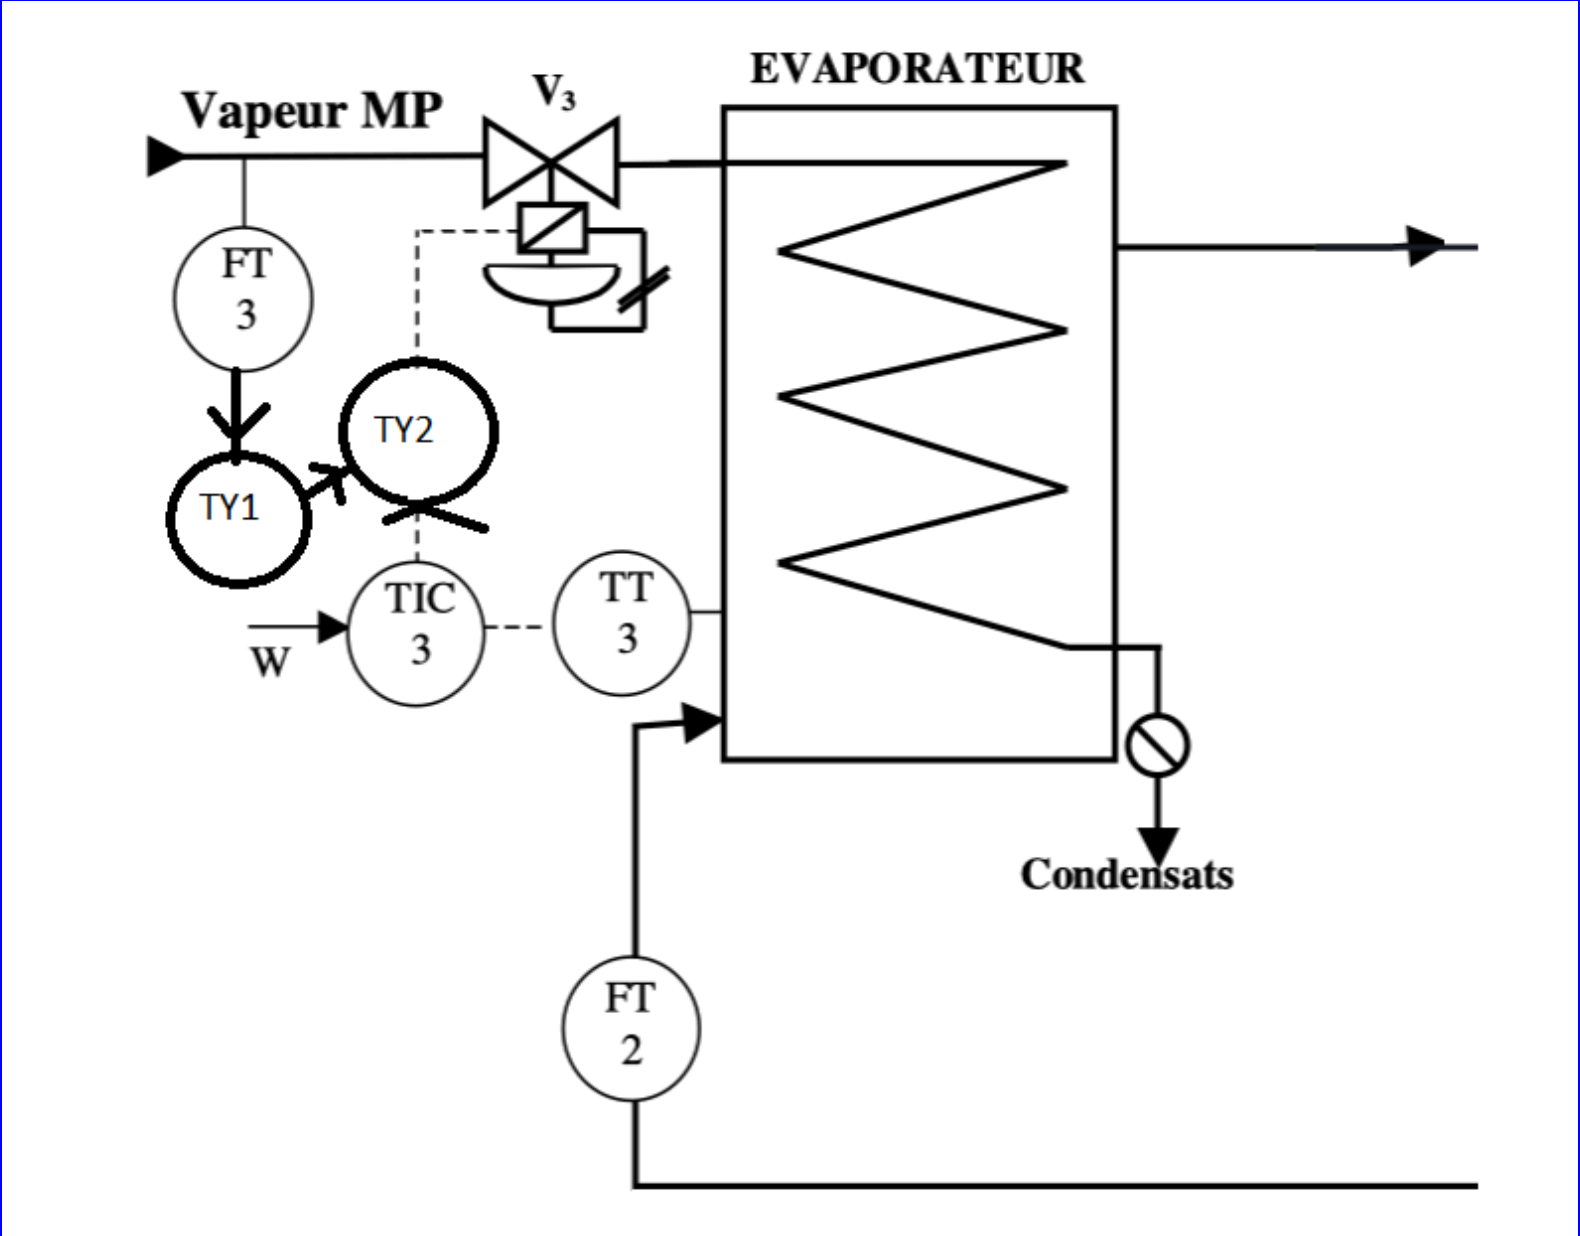 EVAPORATEUR
V3
Vapeur MP
FT
3
TY2
TY1
TIC
3
TT
3
W
Condensats
FT
2